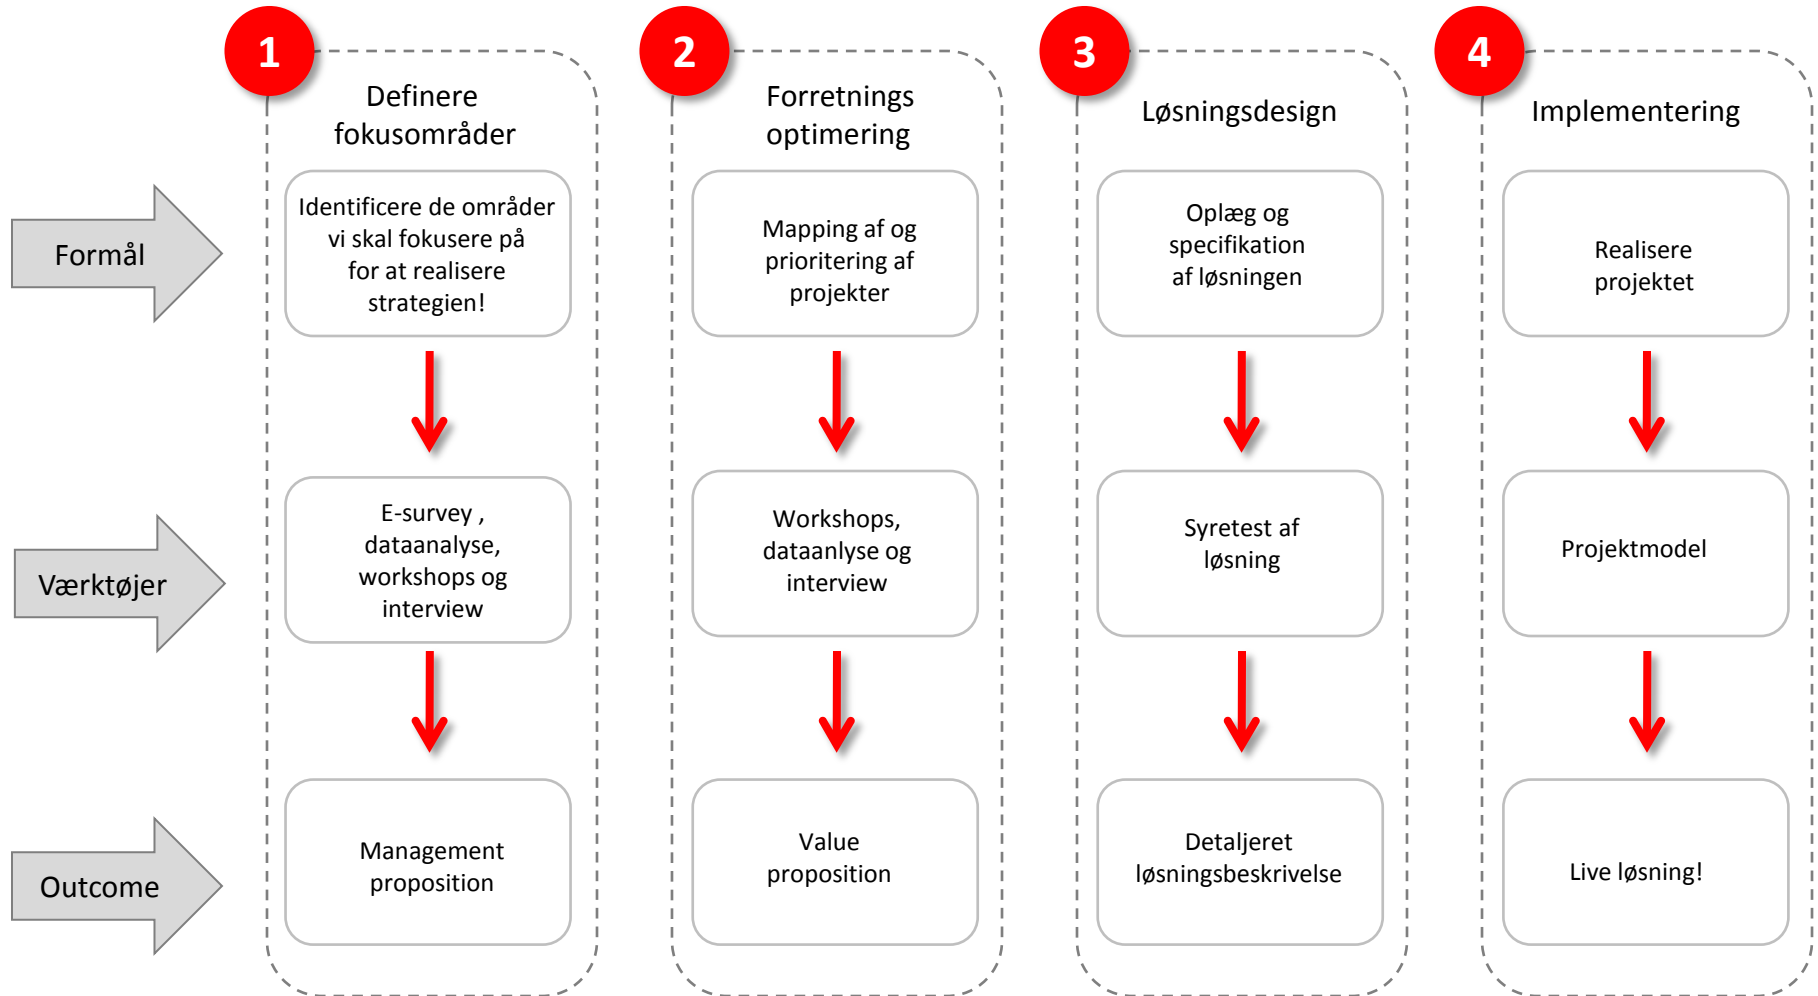 1
Definere
fokusområder
2
Forretnings
optimering
3
Løsningsdesign
4
Implementering
Formål
Identificere de områder
vi skal fokusere på
for at realisere
strategien!
Mapping af og
prioritering af
projekter
Oplæg og
specifikation
af løsningen
Realisere
projektet
Værktøjer
E-survey ,
dataanalyse,
workshops og
interview
Workshops,
dataanlyse og
interview
Syretest af
løsning
Projektmodel
Outcome
Management
proposition
Value
proposition
Detaljeret
løsningsbeskrivelse
Live løsning!